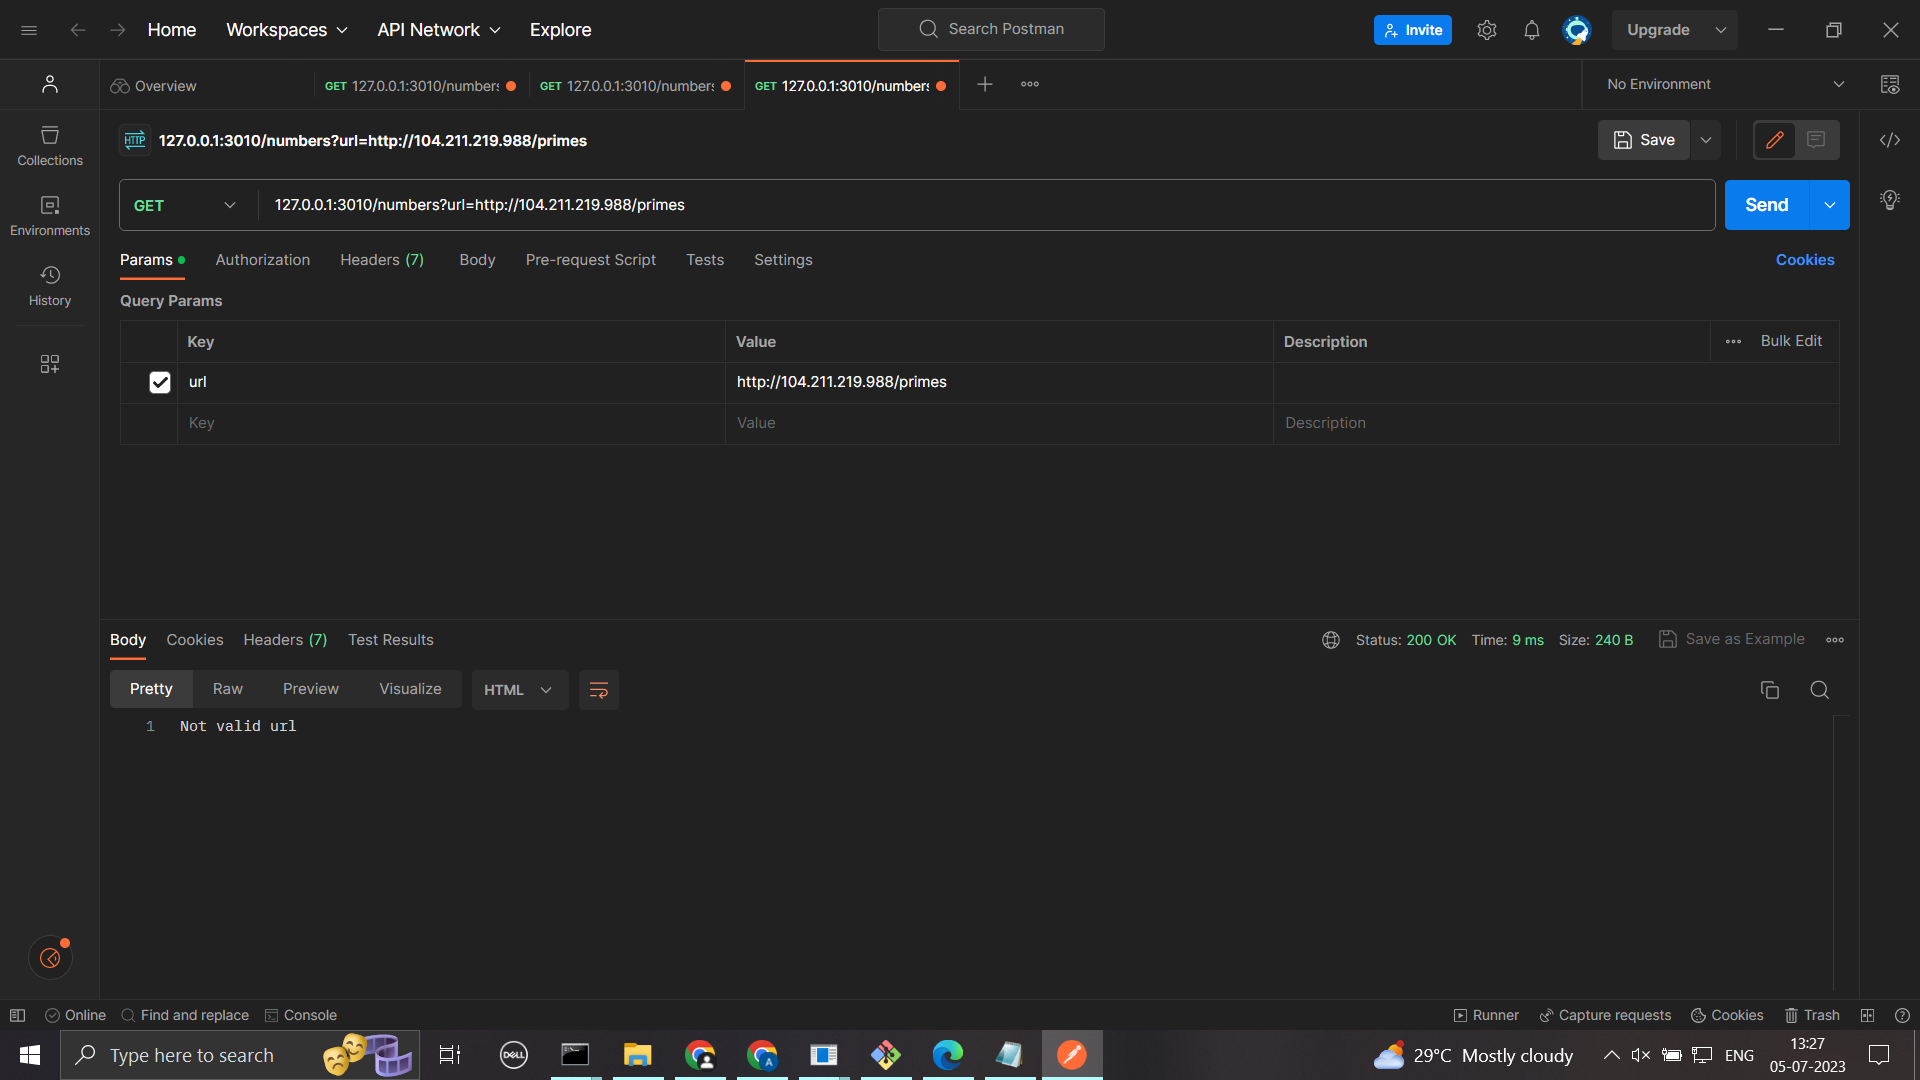 Home
Workspaces
API Network
Explore
Search Postman
Invite
Upgrade
Overview
GET 127.0.0.1:3010/numbers
GET 127.0.0.1:3010/numbers
GET 127.0.0.1:3010/numbers
No Environment
HTTP 127.0.0.1:3010/numbers?url=http://104.211.219.988/primes
Save
Collections
Environments
History
GET 127.0.0.1:3010/numbers?url=http://104.211.219.988/primes
Send
Params
Authorization
Headers (7)
Body
Pre-request Script
Tests
Settings
Cookies
Query Params
Key Value Description Bulk Edit
url http://104.211.219.988/primes
Key Value Description
Body
Cookies
Headers (7)
Test Results
Status: 200 OK Time: 9 ms Size: 240 B
Save as Example
Pretty
Raw
Preview
Visualize
HTML
1 Not valid url
Online
Find and replace
Console
Runner
Capture requests
Cookies
Trash
Type here to search
DELL
A
29°C Mostly cloudy
ENG
13:27
05-07-2023